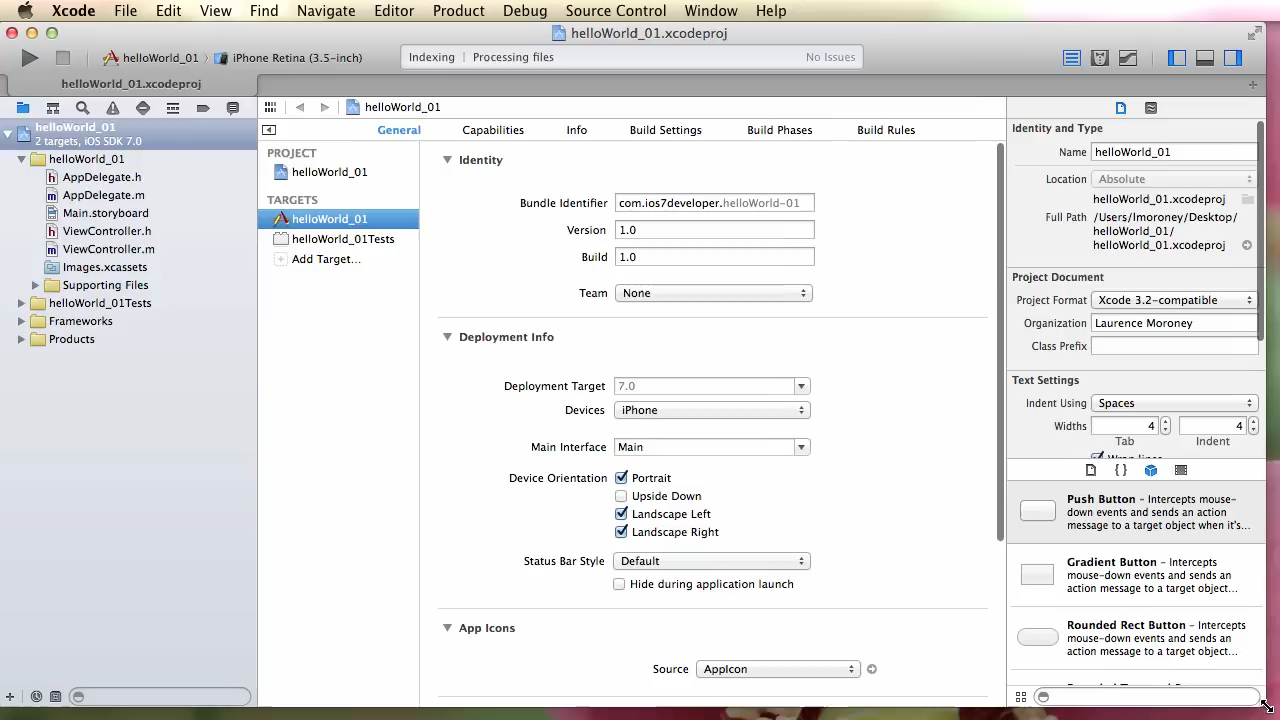 Xcode File Edit View Find Navigate Editor Product Debug Source Control Window Help
helloWorld_01.xcodeproj
helloWorld_01 iPhone Retina (3.5-inch)
Indexing Processing files No Issues
helloWorld_01.xcodeproj
helloWorld_01
2 targets, iOS SDK 7.0
helloWorld_01
AppDelegate.h
AppDelegate.m
Main.storyboard
ViewController.h
ViewController.m
Images.xcassets
Supporting Files
helloWorld_01Tests
Frameworks
Products
helloWorld_01
General Capabilities Info Build Settings Build Phases Build Rules
PROJECT
helloWorld_01
TARGETS
helloWorld_01
helloWorld_01Tests
Add Target...
Identity
Bundle Identifier com.ios7developer.helloWorld-01
Version 1.0
Build 1.0
Team None
Deployment Info
Deployment Target 7.0
Devices iPhone
Main Interface Main
Device Orientation Portrait
Upside Down
Landscape Left
Landscape Right
Status Bar Style Default
Hide during application launch
App Icons
Source AppIcon
Identity and Type
Name helloWorld_01
Location Absolute
helloWorld_01.xcodeproj
Full Path /Users/lmoroney/Desktop/
helloWorld_01/
helloWorld_01.xcodeproj
Project Document
Project Format Xcode 3.2-compatible
Organization Laurence Moroney
Class Prefix
Text Settings
Indent Using Spaces
Widths 4 4
Tab Indent
Wrap lines
Push Button - Intercepts mouse-
down events and sends an action
message to a target object when it's...
Gradient Button - Intercepts
mouse-down events and sends an
action message to a target object...
Rounded Rect Button - Intercepts
mouse-down events and sends an
action message to a target object...